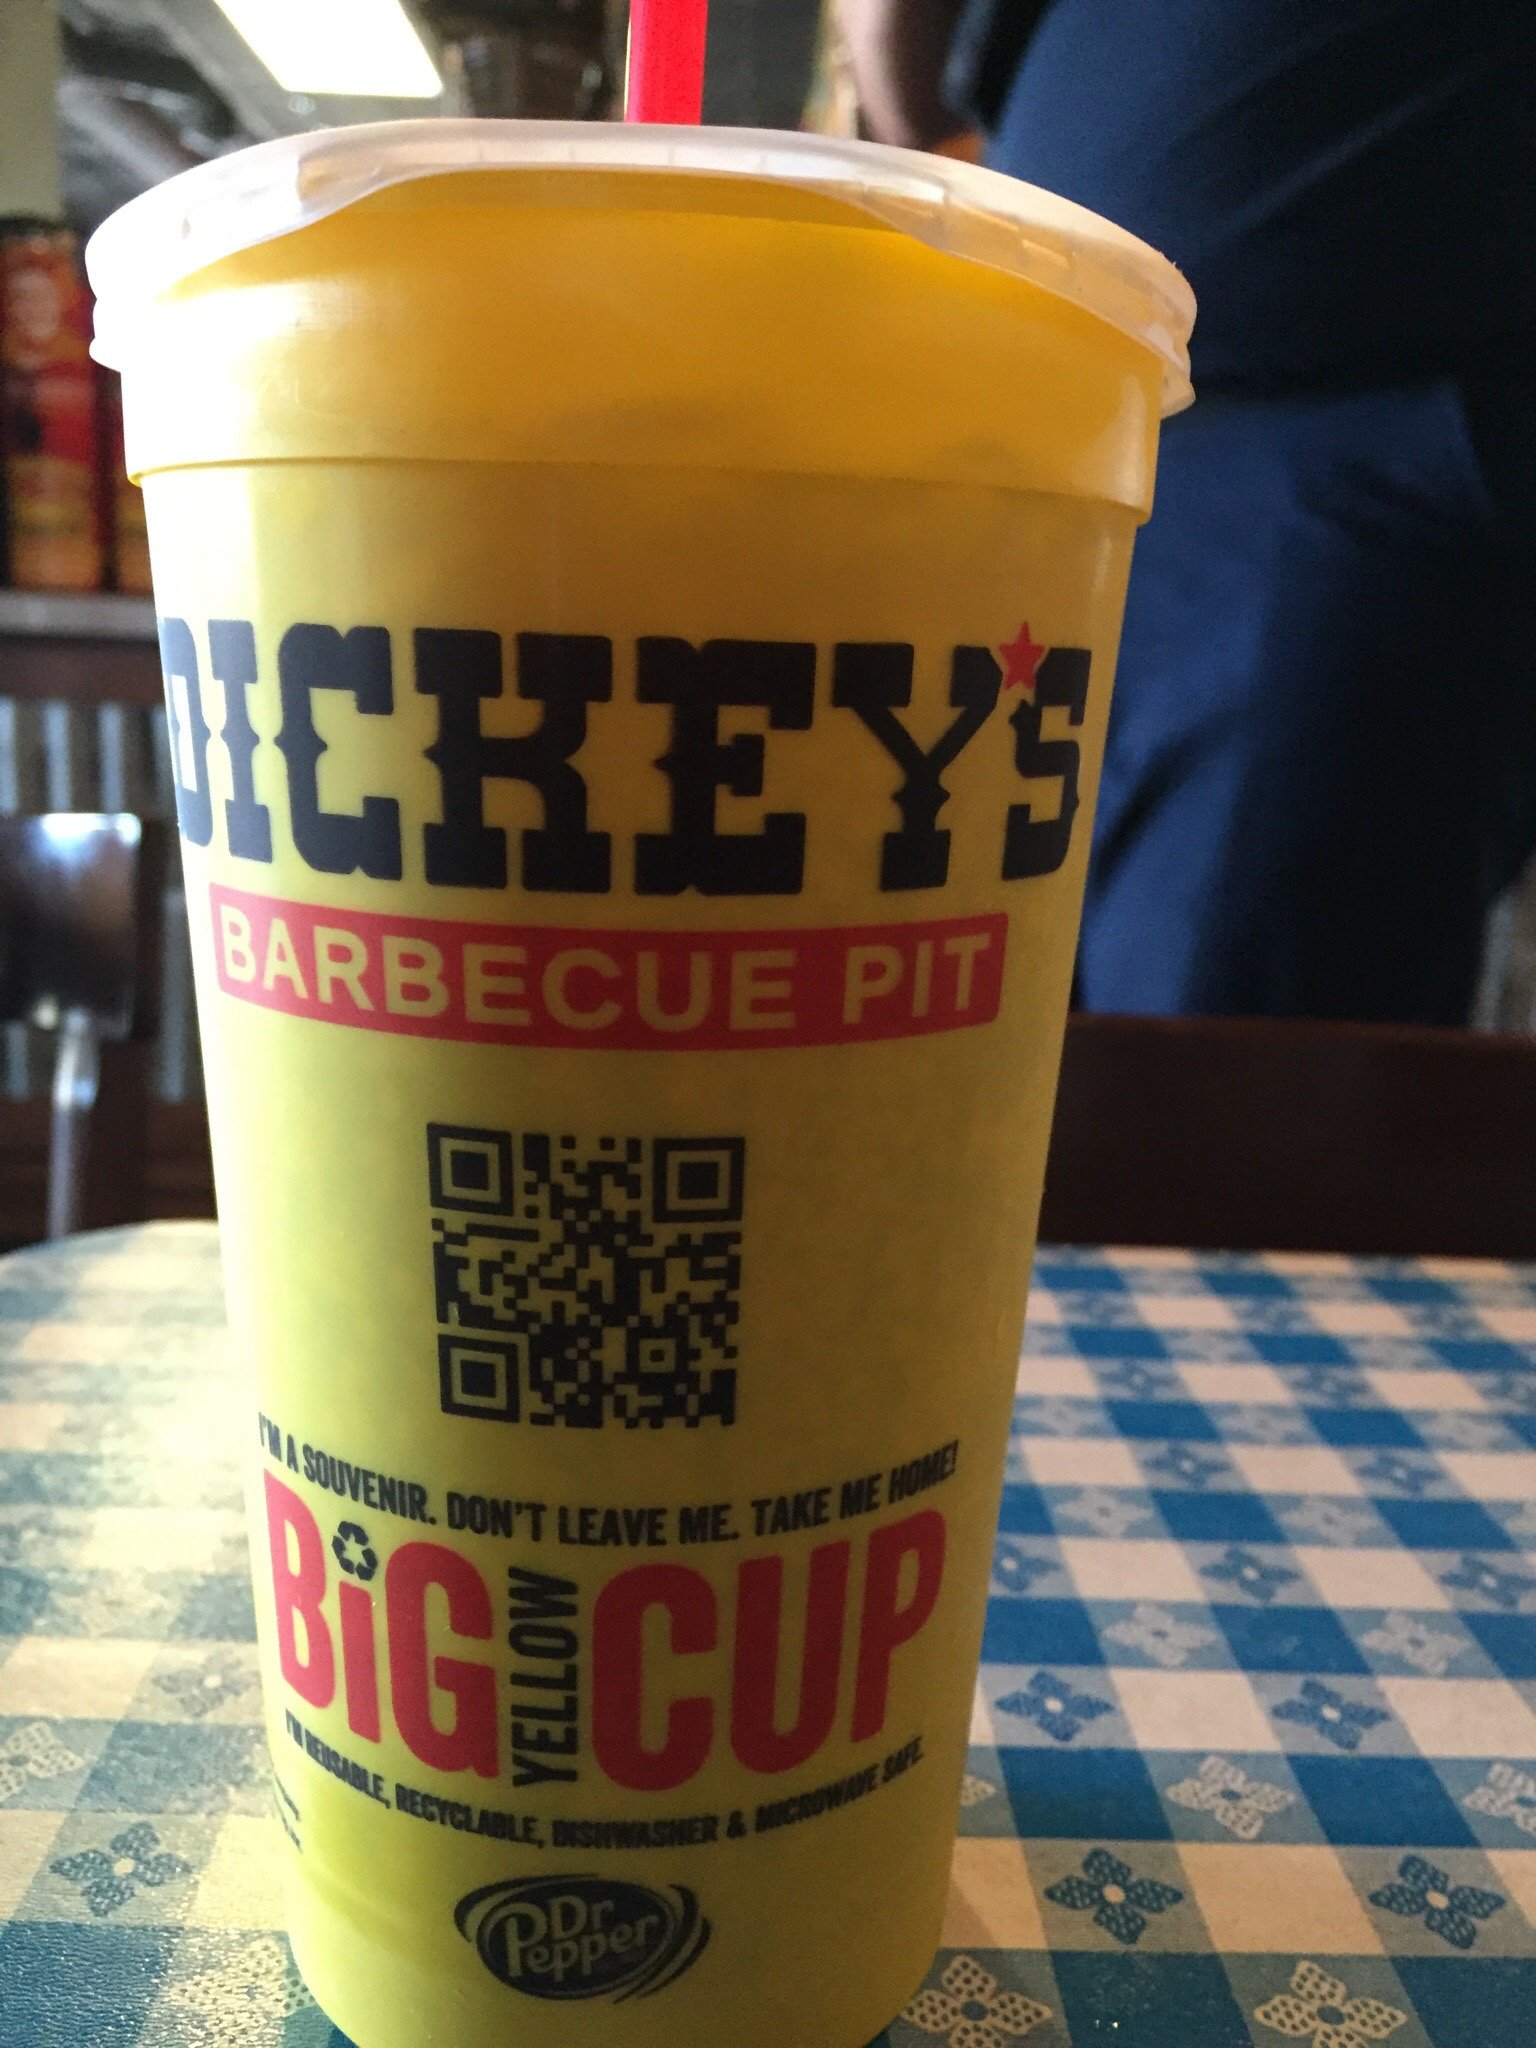 DICKEY'S
BARBECUE PIT
I'M A SOUVENIR. DON'T LEAVE ME. TAKE ME HOME!
BiG YELLOW CUP
I'M REUSABLE, RECYCLABLE, DISHWASHER & MICROWAVE SAFE.
Dr Pepper